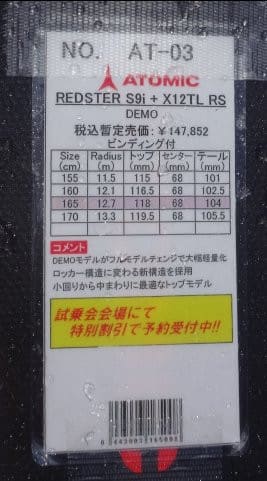 NO. AT-03
ATOMIC
REDSTER S9i + X12TL RS
DEMO
税込暫定売価：￥147,852
ビンディング付
Size (cm) Radius (m) トップ (mm) センター (mm) テール (mm)
155 11.5 115 68 101
160 12.1 116.5 68 102.5
165 12.7 118 68 104
170 13.3 119.5 68 105.5
コメント
DEMOモデルがフルモデルチェンジで大幅軽量化
ロッカー構造に変わる新構造を採用
小回りから中まわりに最適なトップモデル
試乗会会場にて
特別割引で予約受付中!!